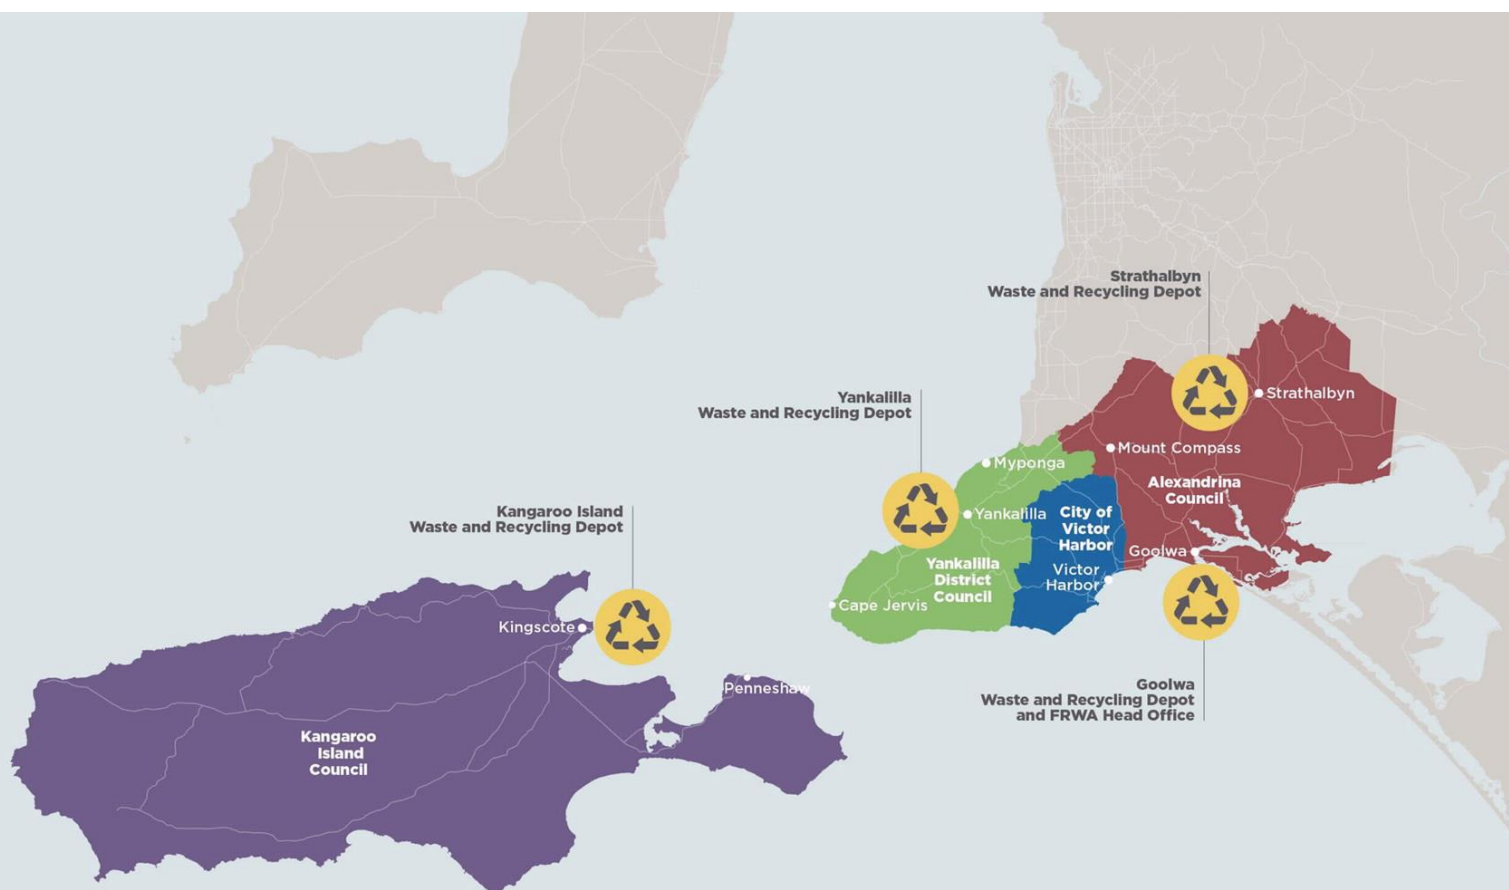 Strathalbyn
Waste and Recycling Depot
Yankalilla
Waste and Recycling Depot
Strathalbyn
Mount Compass
Myponga
Alexandrina
Council
Kangaroo Island
Waste and Recycling Depot
Yankalilla
City of
Victor
Harbor
Goolwa
Yankalilla
District
Council
Victor
Harbor
Cape Jervis
Kingscote
Penneshaw
Goolwa
Waste and Recycling Depot
and FRWA Head Office
Kangaroo
Island
Council